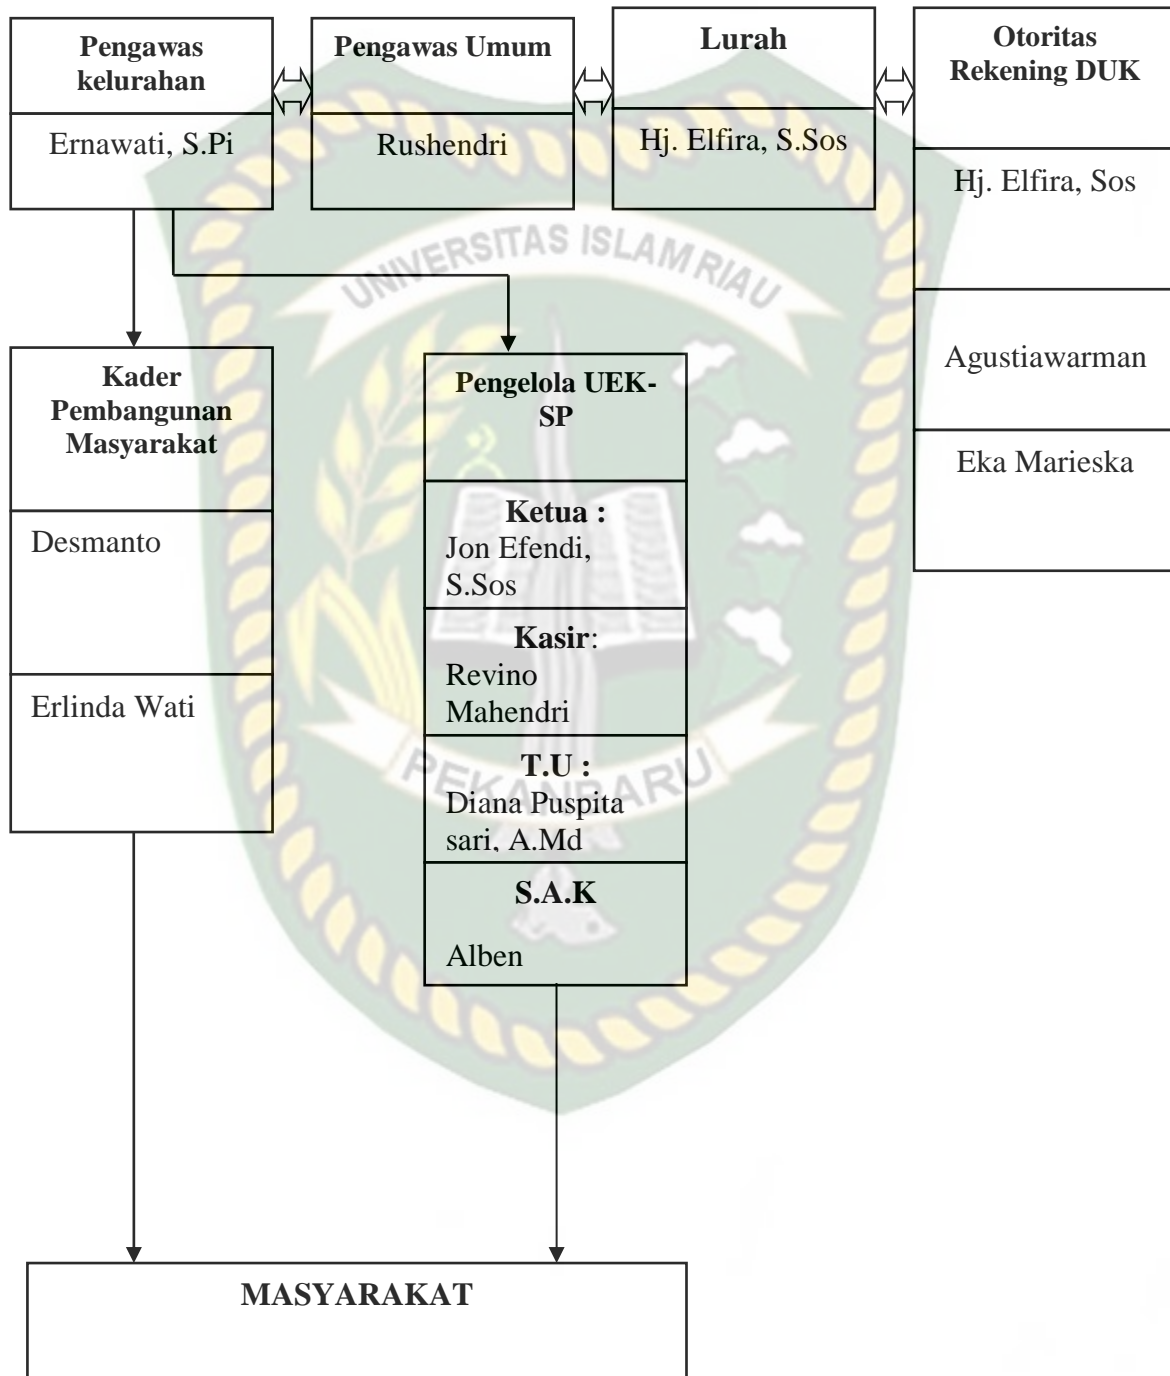 Pengawas
kelurahan
Ernawati, S.Pi
Pengawas Umum
Rushendri
Lurah
Hj. Elfira, S.Sos
Otoritas
Rekening DUK
Hj. Elfira, Sos
Agustiawarman
Eka Marieska
UNIVERSITAS ISLAM RIAU
Kader
Pembangunan
Masyarakat
Desmanto
Erlinda Wati
Pengelola UEK-
SP
Ketua :
Jon Efendi,
S.Sos
Kasir:
Revino
Mahendri
T.U :
Diana Puspita
sari, A.Md
S.A.K
Alben
PEKANBARU
MASYARAKAT